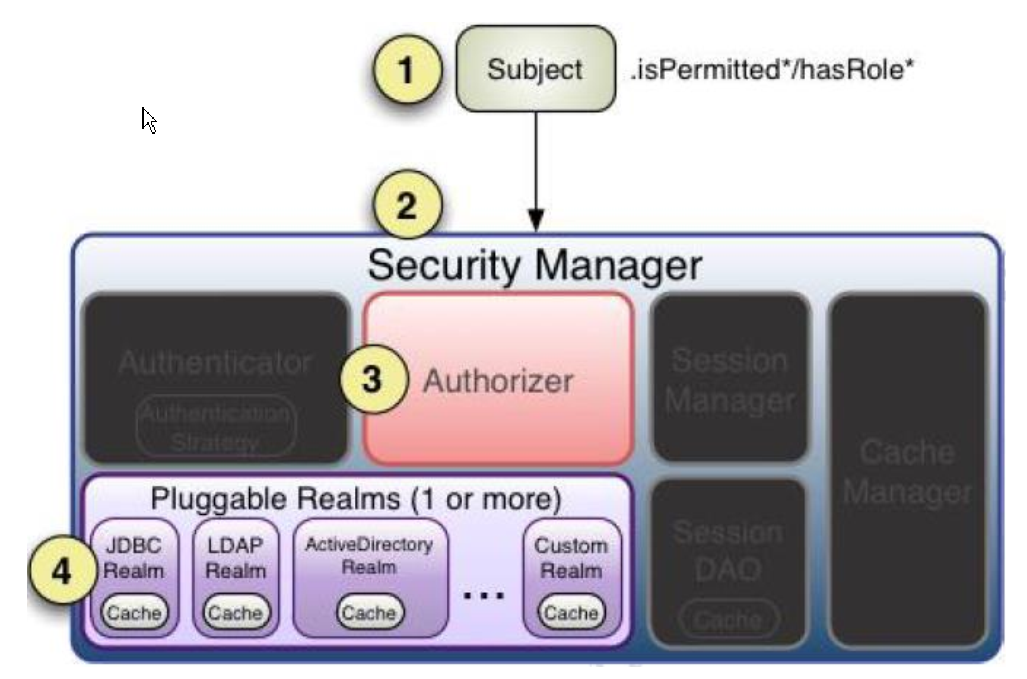 1
Subject
.isPermitted*/hasRole*
2
Security Manager
Authenticator
Authentication
Strategy
3
Authorizer
Session
Manager
Cache
Manager
Pluggable Realms (1 or more)
4
JDBC
Realm
Cache
LDAP
Realm
Cache
ActiveDirectory
Realm
Cache
...
Custom
Realm
Cache
Session
DAO
Cache